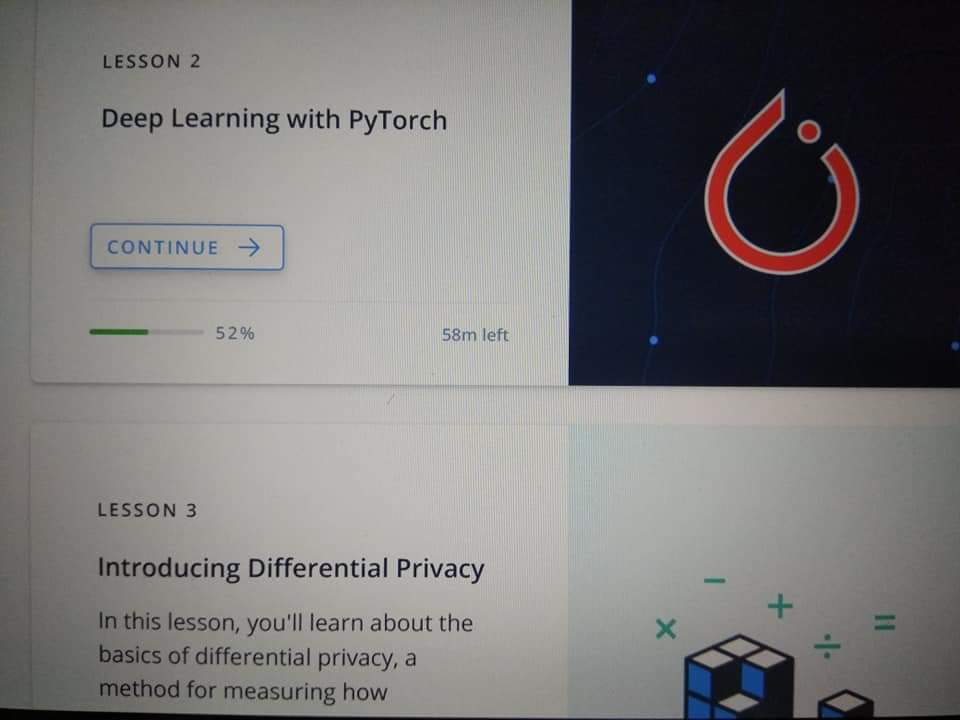 LESSON 2
Deep Learning with PyTorch
CONTINUE →
52%
58m left
LESSON 3
Introducing Differential Privacy
In this lesson, you'll learn about the
basics of differential privacy, a
method for measuring how
− + × ÷ =